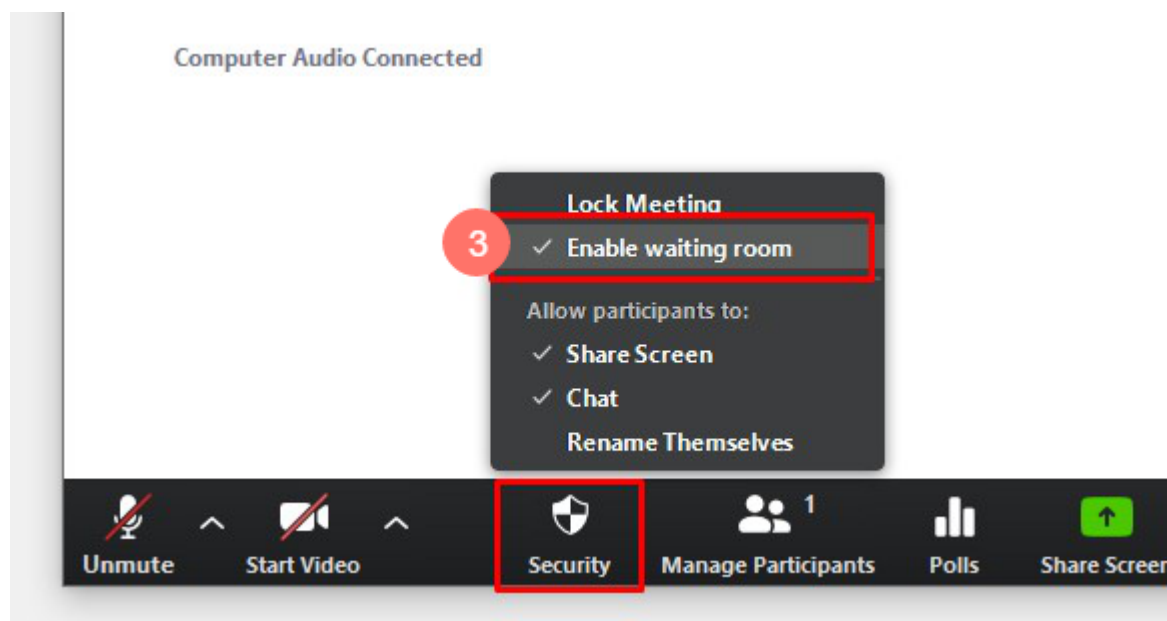 Computer Audio Connected
Lock Meeting
3
Enable waiting room
Allow participants to:
Share Screen
Chat
Rename Themselves
1
Unmute Start Video Security Manage Participants Polls Share Screen